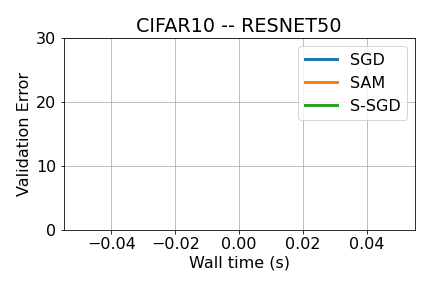 CIFAR10 -- RESNET50
30
20
10
0
Validation Error
SGD
SAM
S-SGD
−0.04 −0.02 0.00 0.02 0.04
Wall time (s)